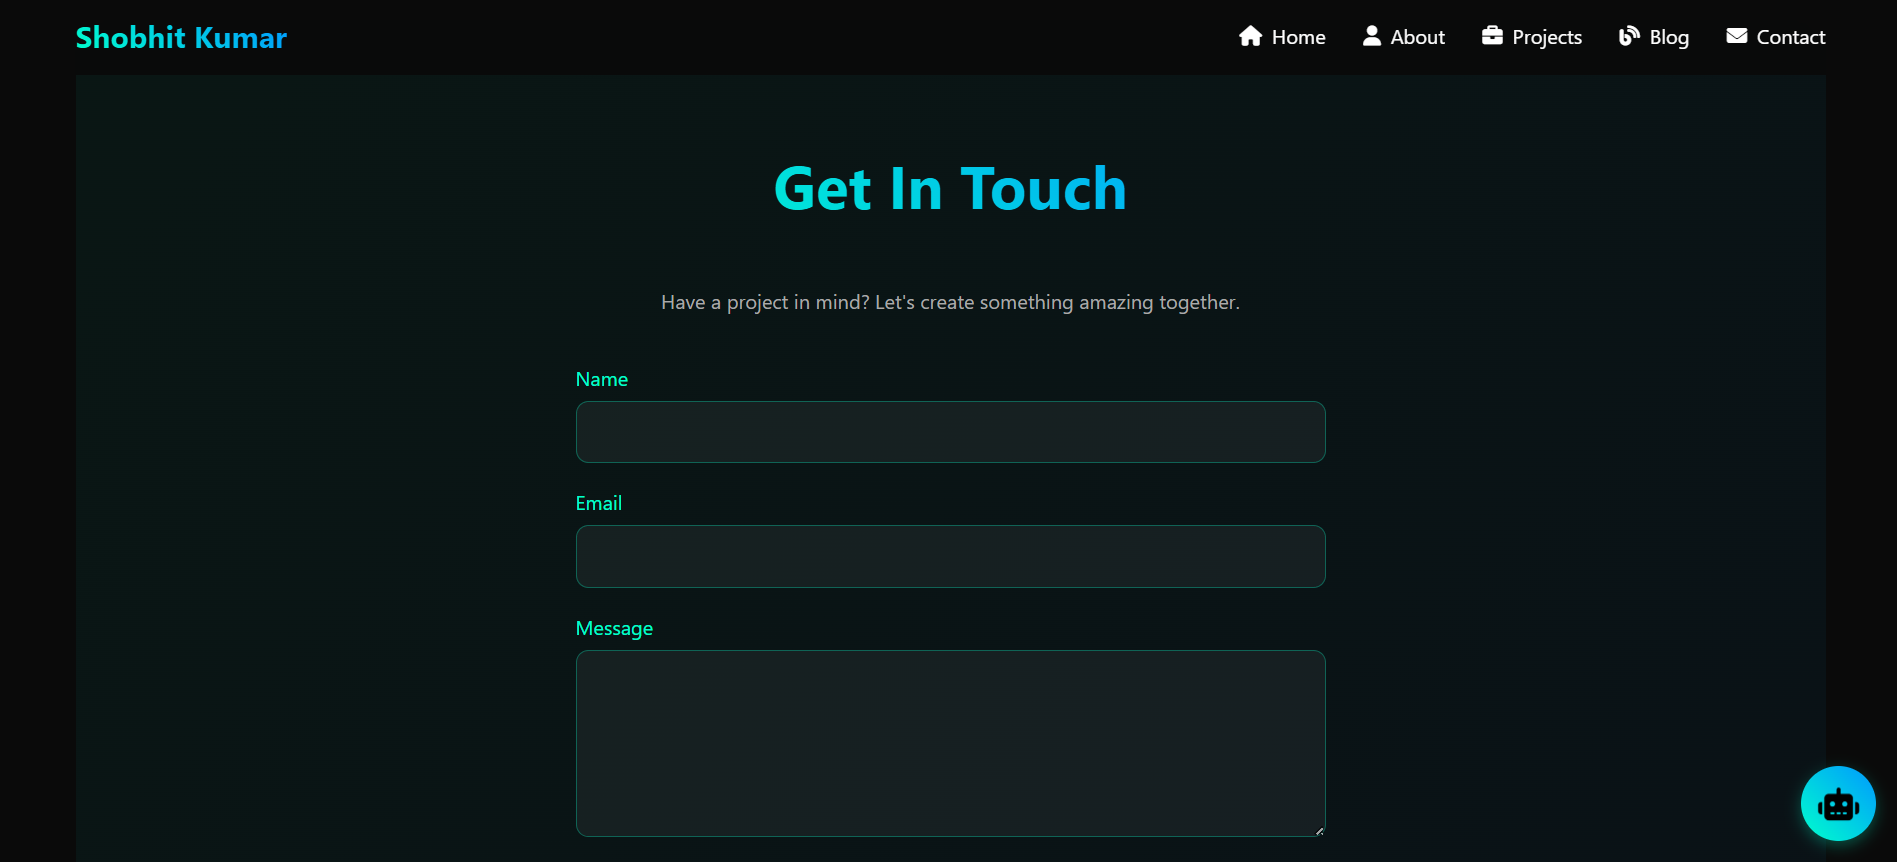 Shobhit Kumar
Home
About
Projects
Blog
Contact
Get In Touch
Have a project in mind? Let's create something amazing together.
Name
Email
Message